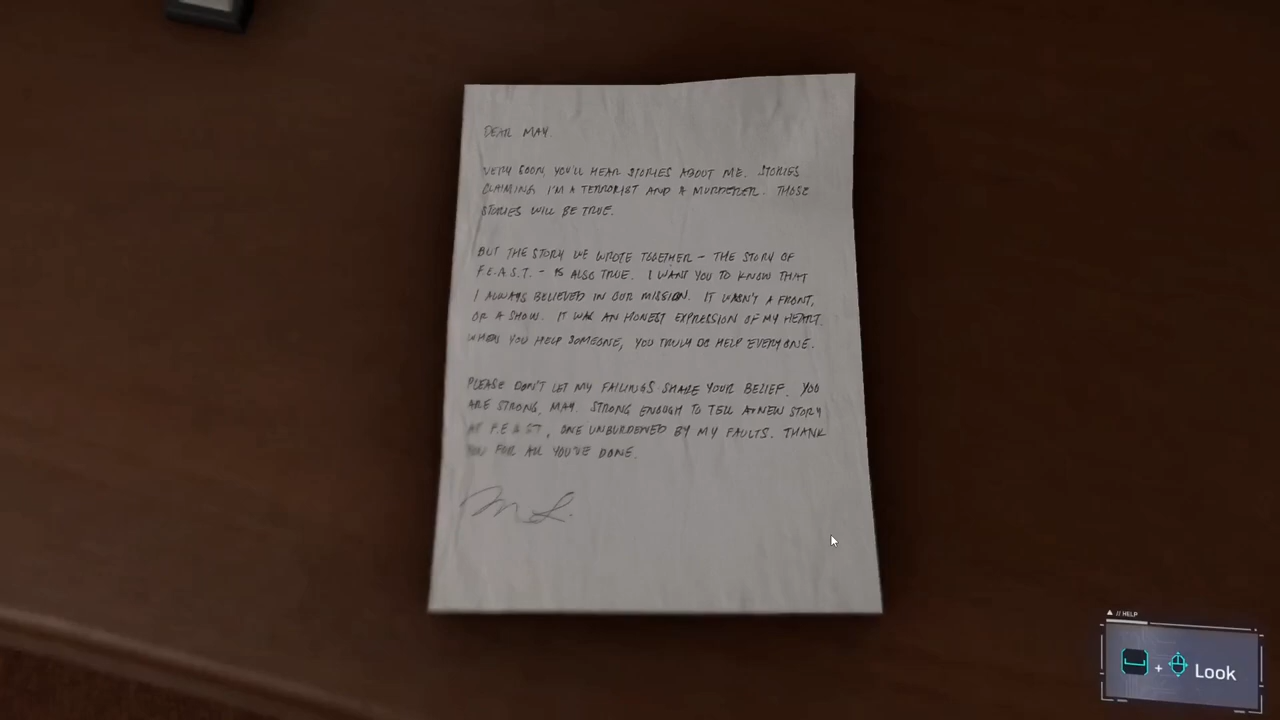 DEAR MAY.
VERY SOON, YOU'LL HEAR STORIES ABOUT ME. STORIES
CLAIMING I'M A TERRORIST AND A MURDERER. THOSE
STORIES WILL BE TRUE.
BUT THE STORY WE WROTE TOGETHER - THE STORY OF
F.E.A.S.T. - IS ALSO TRUE. I WANT YOU TO KNOW THAT
I ALWAYS BELIEVED IN OUR MISSION. IT WASN'T A FRONT,
OR A SHOW. IT WAS AN HONEST EXPRESSION OF MY HEART.
WHEN YOU HELP SOMEONE, YOU TRULY DO HELP EVERYONE.
PLEASE DON'T LET MY FAILINGS SHAKE YOUR BELIEF. YOU
ARE STRONG, MAY. STRONG ENOUGH TO TELL A NEW STORY
AT F.E.A.S.T, ONE UNBURDENED BY MY FAULTS. THANK
YOU FOR ALL YOU'VE DONE.
M L.
// HELP
+ Look